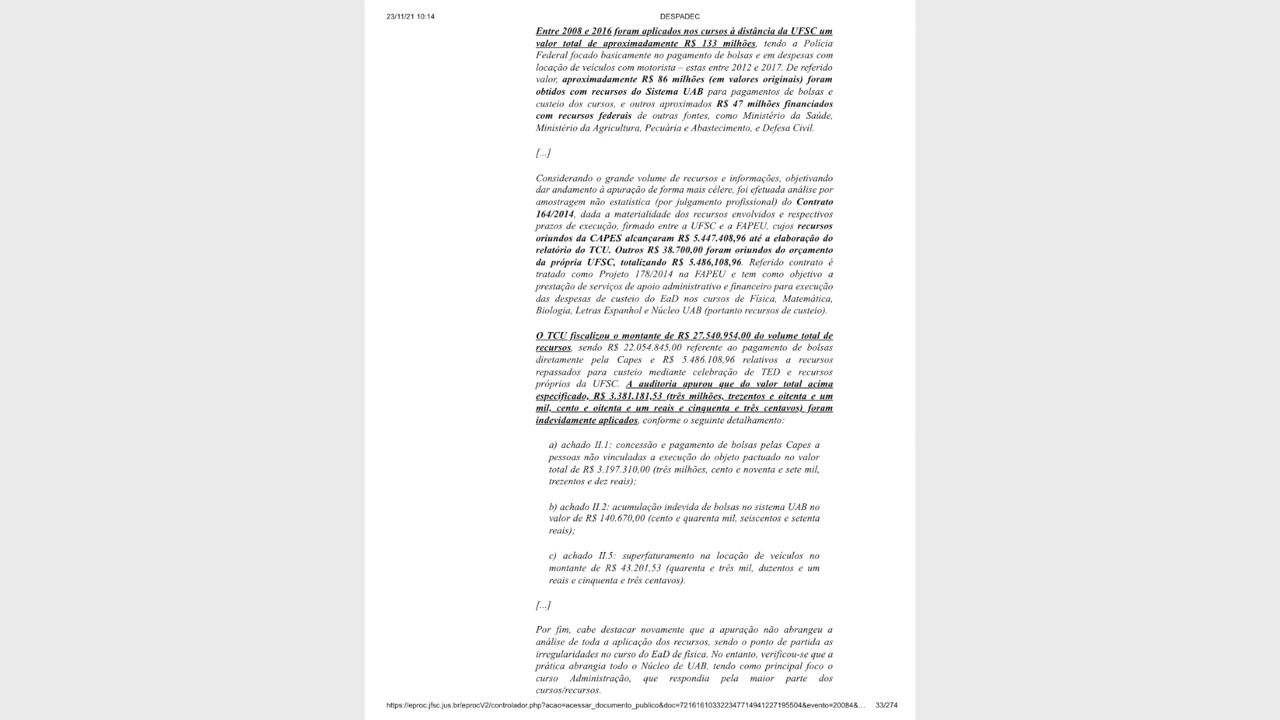 23/11/21 10:14
DESPADEC
Entre 2008 e 2016 foram aplicados nos cursos à distância da UFSC um
valor total de aproximadamente R$ 133 milhões, tendo a Polícia
Federal focado basicamente no pagamento de bolsas e em despesas com
locação de veículos com motorista – estas entre 2012 e 2017. De referido
valor, aproximadamente R$ 86 milhões (em valores originais) foram
obtidos com recursos do Sistema UAB para pagamentos de bolsas e
custeio dos cursos, e outros aproximados R$ 47 milhões financiados
com recursos federais de outras fontes, como Ministério da Saúde,
Ministério da Agricultura, Pecuária e Abastecimento, e Defesa Civil.
[...]
Considerando o grande volume de recursos e informações, objetivando
dar andamento à apuração de forma mais célere, foi efetuada análise por
amostragem não estatística (por julgamento profissional) do Contrato
164/2014, dada a materialidade dos recursos envolvidos e respectivos
prazos de execução, firmado entre a UFSC e a FAPEU, cujos recursos
oriundos da CAPES alcançaram R$ 5.447.408,96 até a elaboração do
relatório do TCU. Outros R$ 38.700,00 foram oriundos do orçamento
da própria UFSC, totalizando R$ 5.486,108,96. Referido contrato é
tratado como Projeto 178/2014 na FAPEU e tem como objetivo a
prestação de serviços de apoio administrativo e financeiro para execução
das despesas de custeio do EaD nos cursos de Física, Matemática,
Biologia, Letras Espanhol e Núcleo UAB (portanto recursos de custeio).
O TCU fiscalizou o montante de R$ 27.540.954,00 do volume total de
recursos, sendo R$ 22.054.845,00 referente ao pagamento de bolsas
diretamente pela Capes e R$ 5.486.108,96 relativos a recursos
repassados para custeio mediante celebração de TED e recursos
próprios da UFSC. A auditoria apurou que do valor total acima
especificado, R$ 3.381.181,53 (três milhões, trezentos e oitenta e um
mil, cento e oitenta e um reais e cinquenta e três centavos) foram
indevidamente aplicados, conforme o seguinte detalhamento:
a) achado II.1: concessão e pagamento de bolsas pelas Capes a
pessoas não vinculadas a execução do objeto pactuado no valor
total de R$ 3.197.310,00 (três milhões, cento e noventa e sete mil,
trezentos e dez reais);
b) achado II.2: acumulação indevida de bolsas no sistema UAB no
valor de R$ 140.670,00 (cento e quarenta mil, seiscentos e setenta
reais);
c) achado II.5: superfaturamento na locação de veículos no
montante de R$ 43.201,53 (quarenta e três mil, duzentos e um
reais e cinquenta e três centavos).
[...]
Por fim, cabe destacar novamente que a apuração não abrangeu a
análise de toda a aplicação dos recursos, sendo o ponto de partida as
irregularidades no curso do EaD de física. No entanto, verificou-se que a
prática abrangia todo o Núcleo de UAB, tendo como principal foco o
curso Administração, que respondia pela maior parte dos
cursos/recursos.
https://eproc.jfsc.jus.br/eprocV2/controlador.php?acao=acessar_documento_publico&doc=721616103322347714941227195504&evento=20084&... 33/274